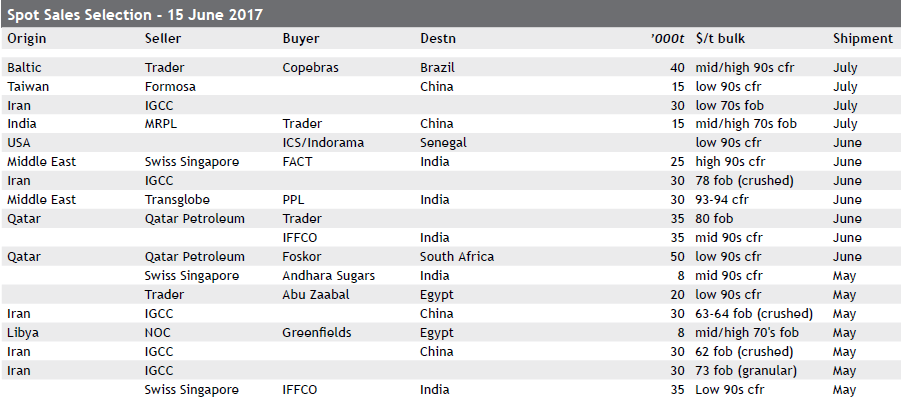 Spot Sales Selection - 15 June 2017
Origin Seller Buyer Destn '000t $/t bulk Shipment
Baltic Trader Copebras Brazil 40 mid/high 90s cfr July
Taiwan Formosa China 15 low 90s cfr July
Iran IGCC 30 low 70s fob July
India MRPL Trader China 15 mid/high 70s fob July
USA ICS/Indorama Senegal low 90s cfr June
Middle East Swiss Singapore FACT India 25 high 90s cfr June
Iran IGCC 30 78 fob (crushed) June
Middle East Transglobe PPL India 30 93-94 cfr June
Qatar Qatar Petroleum Trader 35 80 fob June
IFFCO India 35 mid 90s cfr June
Qatar Qatar Petroleum Foskor South Africa 50 low 90s cfr June
Swiss Singapore Andhara Sugars India 8 mid 90s cfr May
Trader Abu Zaabal Egypt 20 low 90s cfr May
Iran IGCC China 30 63-64 fob (crushed) May
Libya NOC Greenfields Egypt 8 mid/high 70's fob May
Iran IGCC China 30 62 fob (crushed) May
Iran IGCC 30 73 fob (granular) May
Swiss Singapore IFFCO India 35 Low 90s cfr May